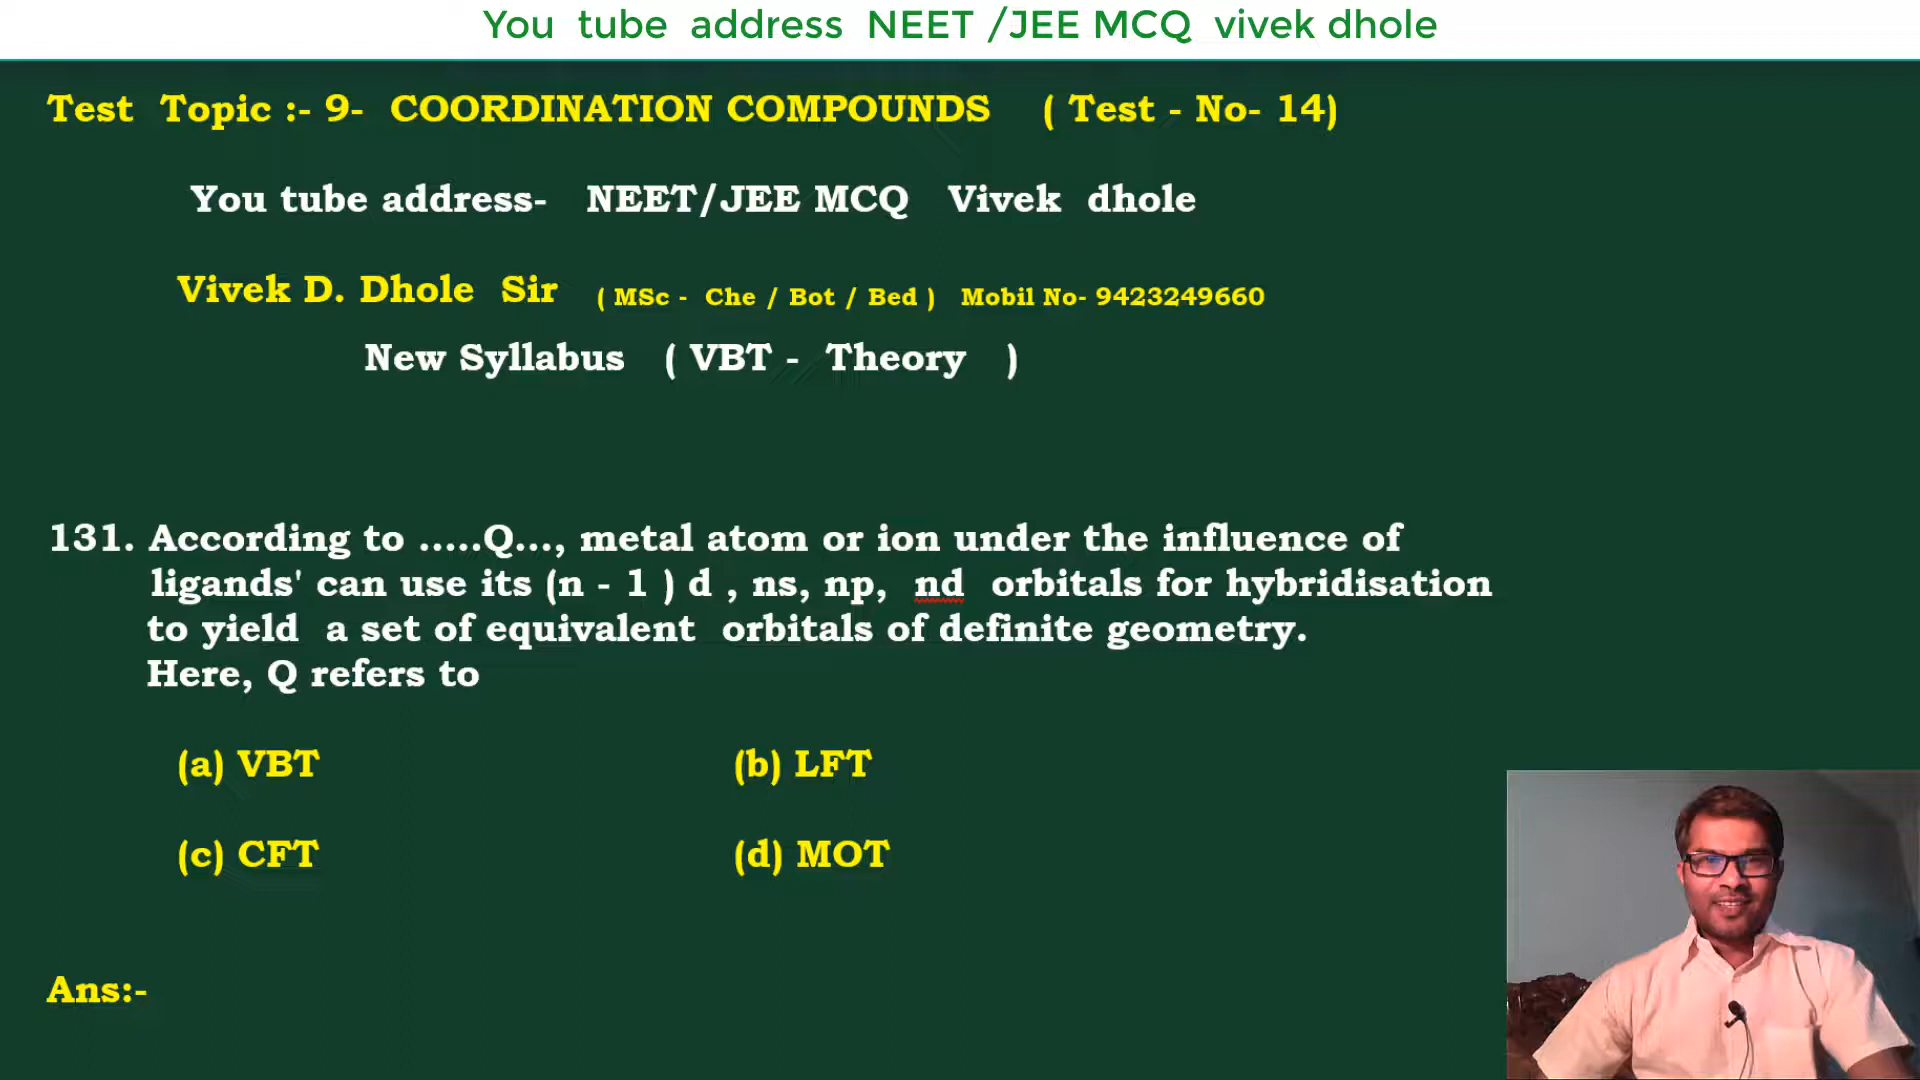 You tube address NEET /JEE MCQ vivek dhole
Test Topic :- 9- COORDINATION COMPOUNDS ( Test - No- 14)
You tube address- NEET/JEE MCQ Vivek dhole
Vivek D. Dhole Sir ( MSc - Che / Bot / Bed ) Mobil No- 9423249660
New Syllabus ( VBT - Theory )
131. According to .....Q..., metal atom or ion under the influence of
ligands' can use its (n - 1 ) d , ns, np, nd orbitals for hybridisation
to yield a set of equivalent orbitals of definite geometry.
Here, Q refers to
(a) VBT (b) LFT
(c) CFT (d) MOT
Ans:-